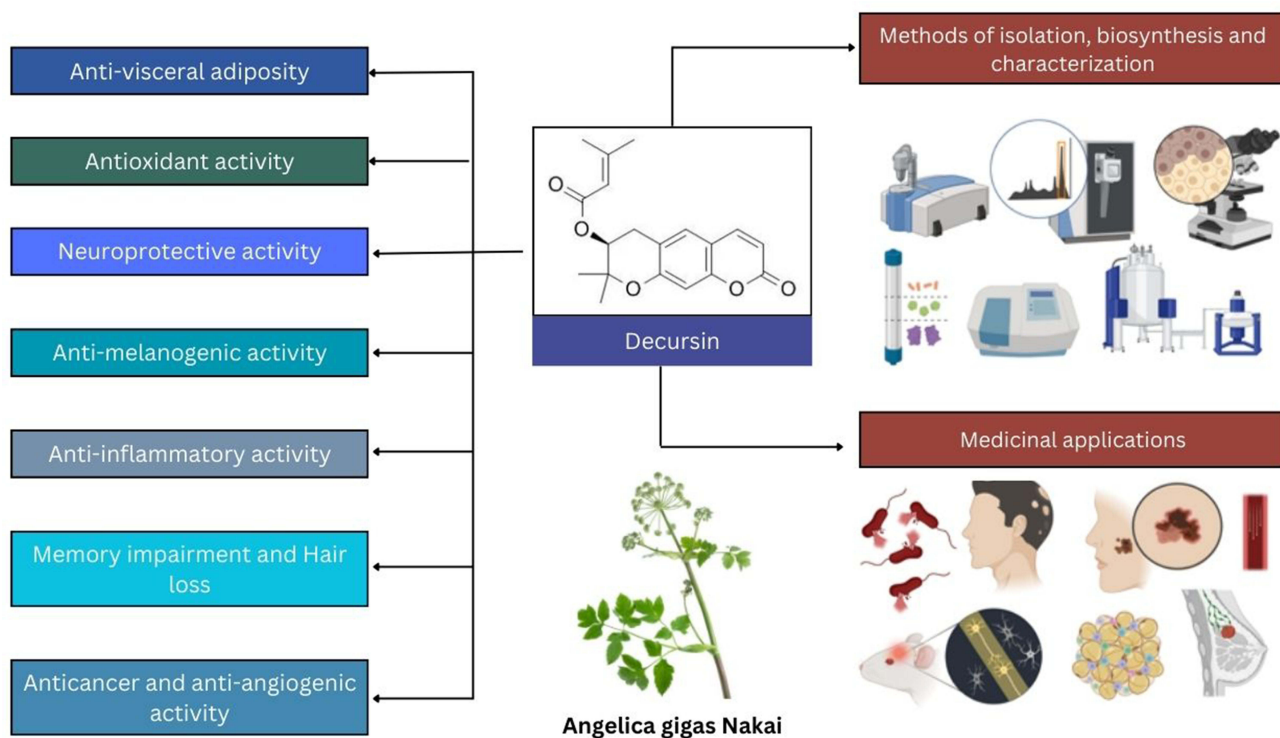 Anti-visceral adiposity
Antioxidant activity
Neuroprotective activity
Anti-melanogenic activity
Anti-inflammatory activity
Memory impairment and Hair
loss
Anticancer and anti-angiogenic
activity
O
O
O
O
O
Decursin
Angelica gigas Nakai
Methods of isolation, biosynthesis and
characterization
Medicinal applications